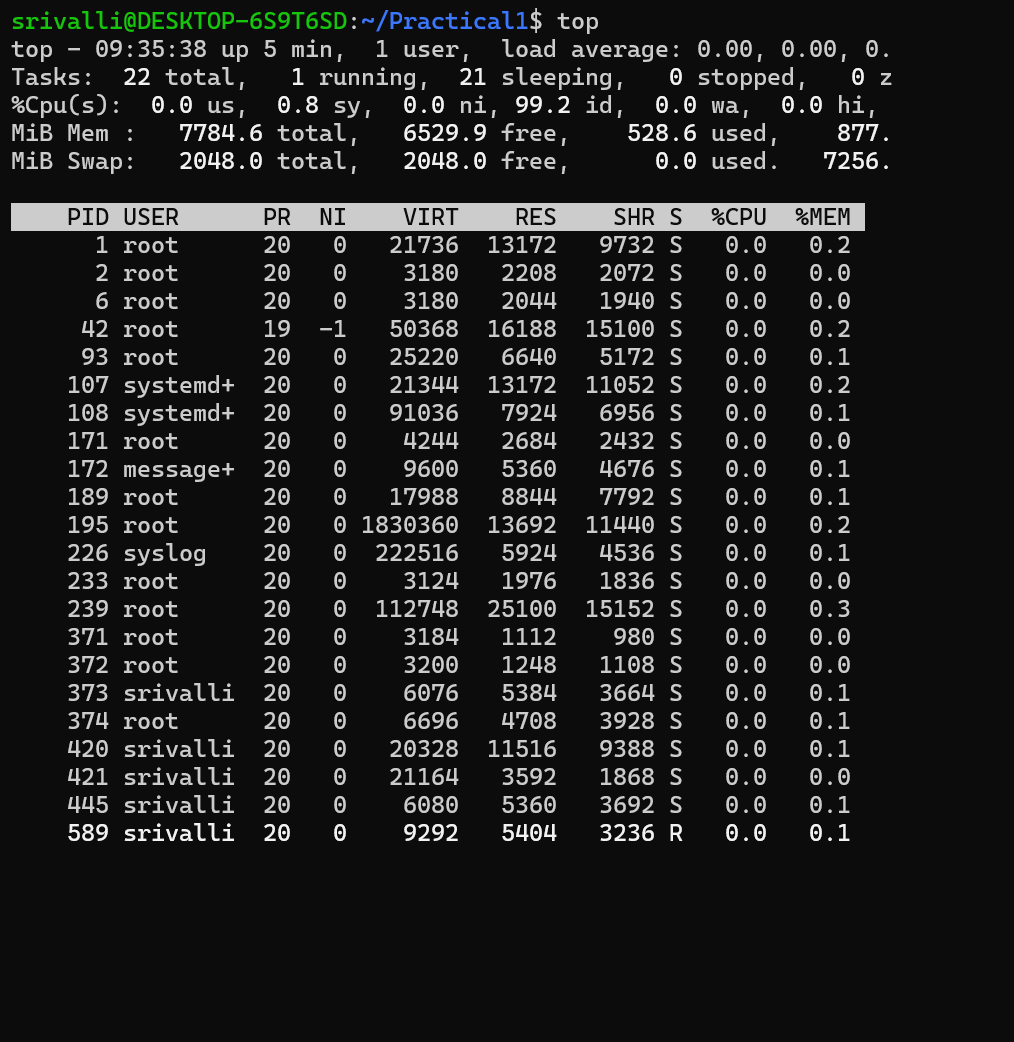 srivalli@DESKTOP-6S9T6SD:~/Practical1$ top
top - 09:35:38 up 5 min,  1 user,  load average: 0.00, 0.00, 0.
Tasks:  22 total,   1 running,  21 sleeping,   0 stopped,   0 z
%Cpu(s):  0.0 us,  0.8 sy,  0.0 ni, 99.2 id,  0.0 wa,  0.0 hi,
MiB Mem :   7784.6 total,   6529.9 free,    528.6 used,    877.
MiB Swap:   2048.0 total,   2048.0 free,      0.0 used.   7256.
    PID USER      PR  NI    VIRT    RES    SHR S  %CPU  %MEM
      1 root      20   0   21736  13172   9732 S   0.0   0.2
      2 root      20   0    3180   2208   2072 S   0.0   0.0
      6 root      20   0    3180   2044   1940 S   0.0   0.0
     42 root      19  -1   50368  16188  15100 S   0.0   0.2
     93 root      20   0   25220   6640   5172 S   0.0   0.1
    107 systemd+  20   0   21344  13172  11052 S   0.0   0.2
    108 systemd+  20   0   91036   7924   6956 S   0.0   0.1
    171 root      20   0    4244   2684   2432 S   0.0   0.0
    172 message+  20   0    9600   5360   4676 S   0.0   0.1
    189 root      20   0   17988   8844   7792 S   0.0   0.1
    195 root      20   0 1830360  13692  11440 S   0.0   0.2
    226 syslog    20   0  222516   5924   4536 S   0.0   0.1
    233 root      20   0    3124   1976   1836 S   0.0   0.0
    239 root      20   0  112748  25100  15152 S   0.0   0.3
    371 root      20   0    3184   1112    980 S   0.0   0.0
    372 root      20   0    3200   1248   1108 S   0.0   0.0
    373 srivalli  20   0    6076   5384   3664 S   0.0   0.1
    374 root      20   0    6696   4708   3928 S   0.0   0.1
    420 srivalli  20   0   20328  11516   9388 S   0.0   0.1
    421 srivalli  20   0   21164   3592   1868 S   0.0   0.0
    445 srivalli  20   0    6080   5360   3692 S   0.0   0.1
    589 srivalli  20   0    9292   5404   3236 R   0.0   0.1